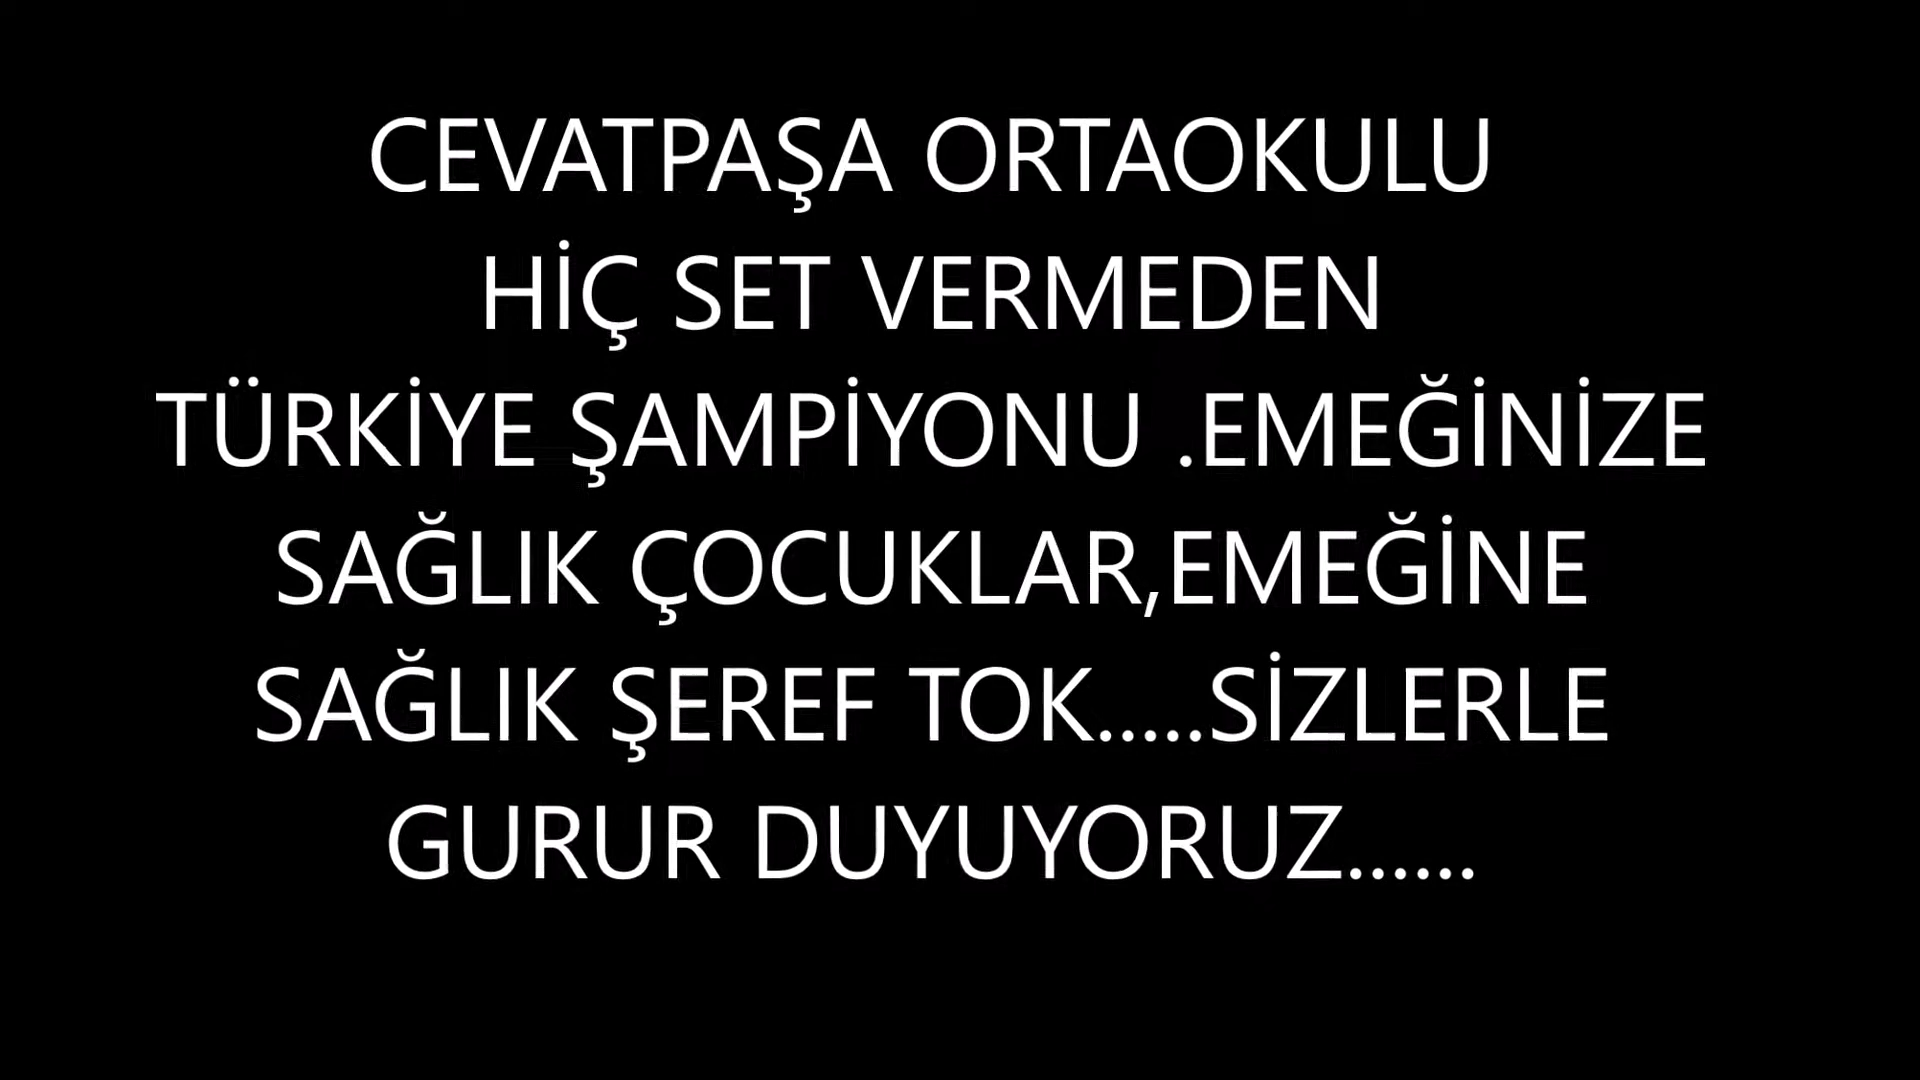 CEVATPAŞA ORTAOKULU
HİÇ SET VERMEDEN
TÜRKİYE ŞAMPİYONU .EMEĞİNİZE
SAĞLIK ÇOCUKLAR,EMEĞİNE
SAĞLIK ŞEREF TOK.....SİZLERLE
GURUR DUYUYORUZ......